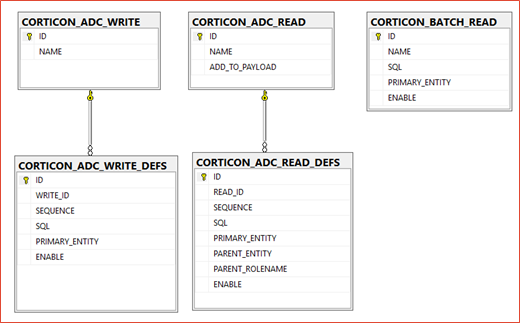 CORTICON_ADC_WRITE
ID
NAME
CORTICON_ADC_READ
ID
NAME
ADD_TO_PAYLOAD
CORTICON_BATCH_READ
ID
NAME
SQL
PRIMARY_ENTITY
ENABLE
CORTICON_ADC_WRITE_DEFS
ID
WRITE_ID
SEQUENCE
SQL
PRIMARY_ENTITY
ENABLE
CORTICON_ADC_READ_DEFS
ID
READ_ID
SEQUENCE
SQL
PRIMARY_ENTITY
PARENT_ENTITY
PARENT_ROLENAME
ENABLE